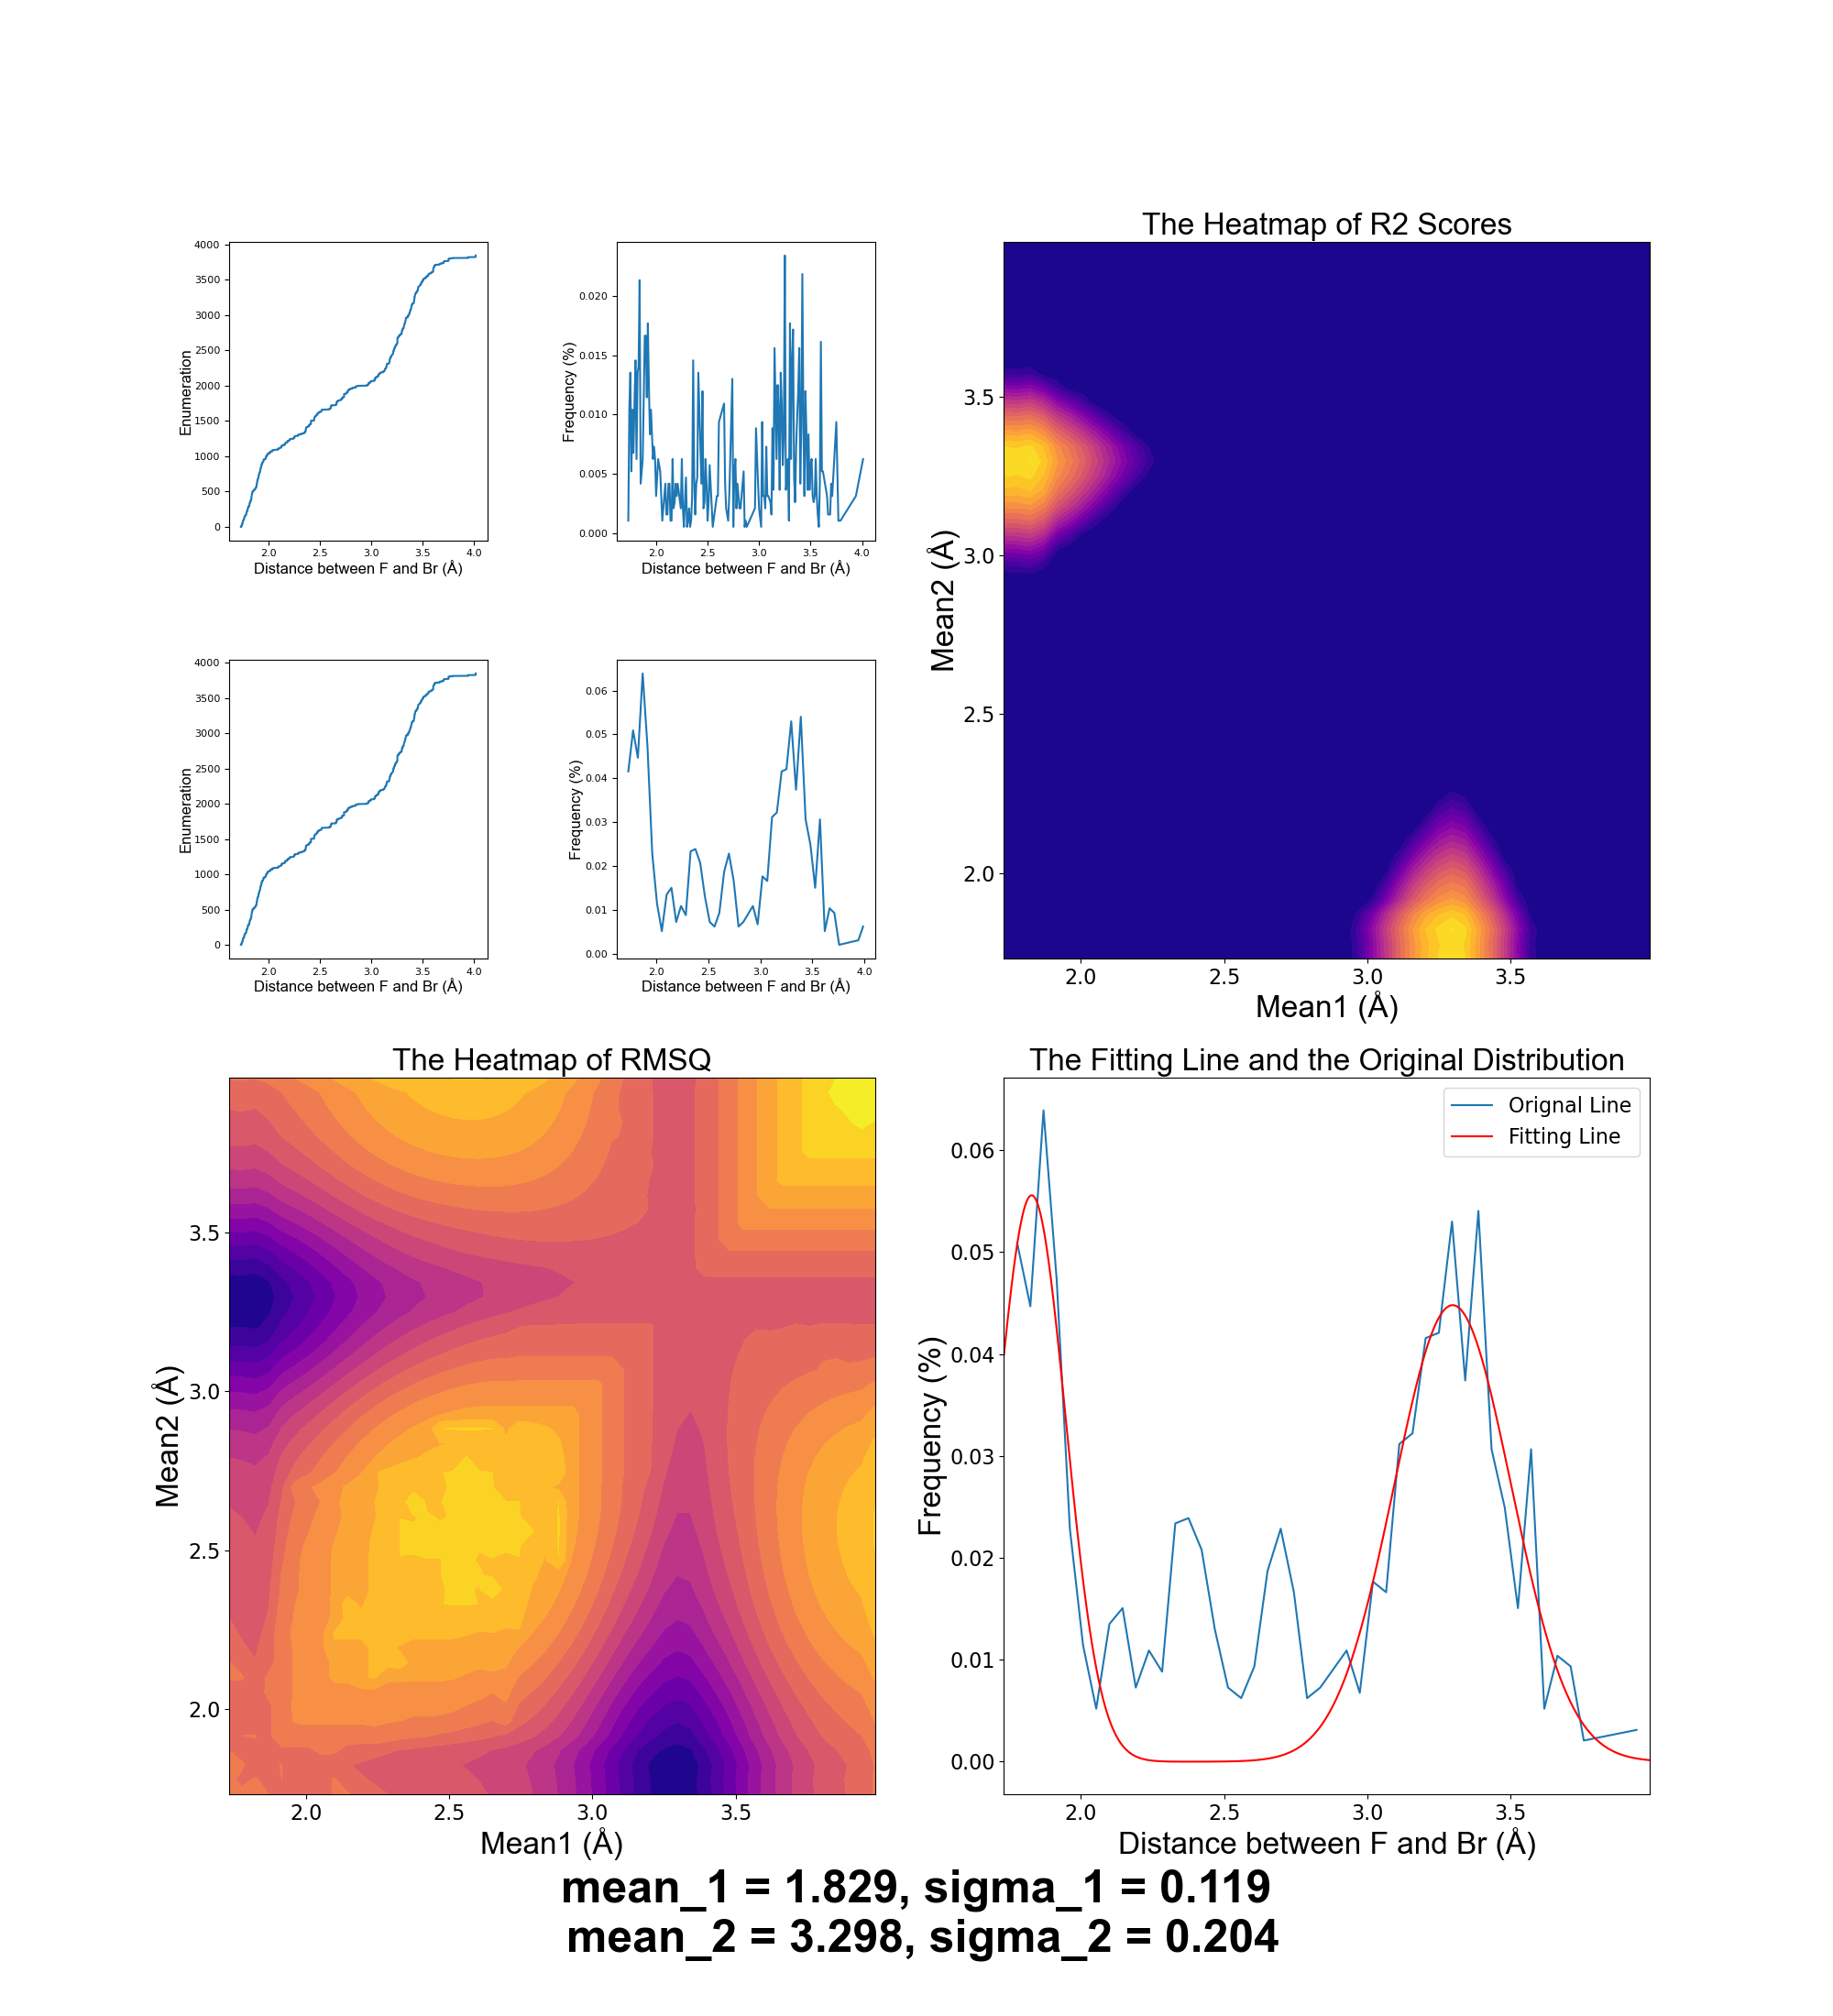 The Heatmap of R2 Scores
4000
3500
3000
2500
2000
1500
1000
500
0
Enumeration
2.0 2.5 3.0 3.5 4.0
Distance between F and Br (Å)
0.020
0.015
0.010
0.005
0.000
Frequency (%)
2.0 2.5 3.0 3.5 4.0
Distance between F and Br (Å)
3.5
3.0
2.5
2.0
Mean2 (Å)
2.0 2.5 3.0 3.5
Mean1 (Å)
4000
3500
3000
2500
2000
1500
1000
500
0
Enumeration
2.0 2.5 3.0 3.5 4.0
Distance between F and Br (Å)
0.06
0.05
0.04
0.03
0.02
0.01
0.00
Frequency (%)
2.0 2.5 3.0 3.5 4.0
Distance between F and Br (Å)
The Heatmap of RMSQ
3.5
3.0
2.5
2.0
Mean2 (Å)
2.0 2.5 3.0 3.5
Mean1 (Å)
The Fitting Line and the Original Distribution
Orignal Line
Fitting Line
0.06
0.05
0.04
0.03
0.02
0.01
0.00
Frequency (%)
2.0 2.5 3.0 3.5
Distance between F and Br (Å)
mean_1 = 1.829, sigma_1 = 0.119
mean_2 = 3.298, sigma_2 = 0.204